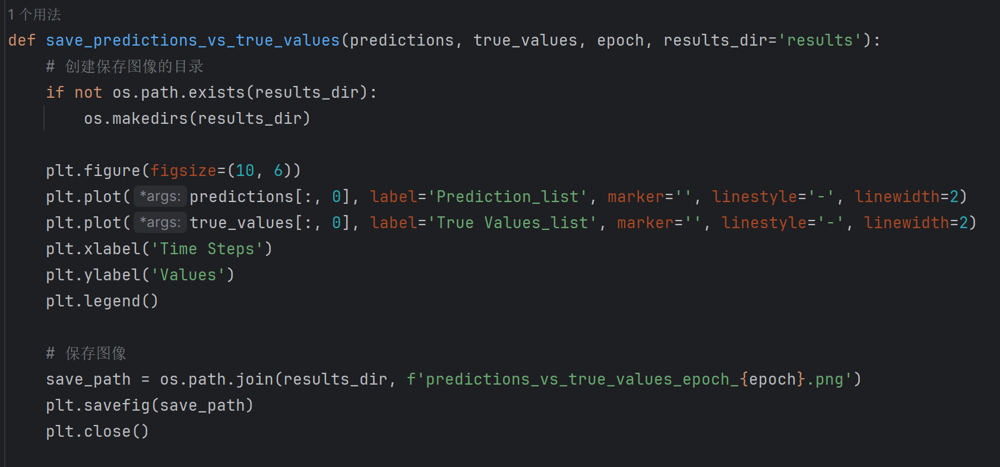 1 个用法
def save_predictions_vs_true_values(predictions, true_values, epoch, results_dir='results'):
    # 创建保存图像的目录
    if not os.path.exists(results_dir):
        os.makedirs(results_dir)
    plt.figure(figsize=(10, 6))
    plt.plot( *args: predictions[:, 0], label='Prediction_list', marker='', linestyle='-', linewidth=2)
    plt.plot( *args: true_values[:, 0], label='True Values_list', marker='', linestyle='-', linewidth=2)
    plt.xlabel('Time Steps')
    plt.ylabel('Values')
    plt.legend()
    # 保存图像
    save_path = os.path.join(results_dir, f'predictions_vs_true_values_epoch_{epoch}.png')
    plt.savefig(save_path)
    plt.close()